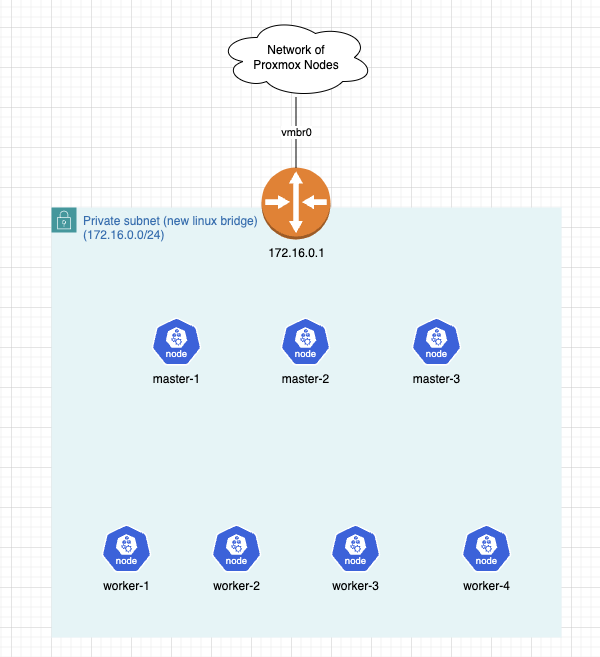 Network of
Proxmox Nodes
vmbr0
Private subnet (new linux bridge)
(172.16.0.0/24)
172.16.0.1
node
node
node
master-1
master-2
master-3
node
node
node
node
worker-1
worker-2
worker-3
worker-4